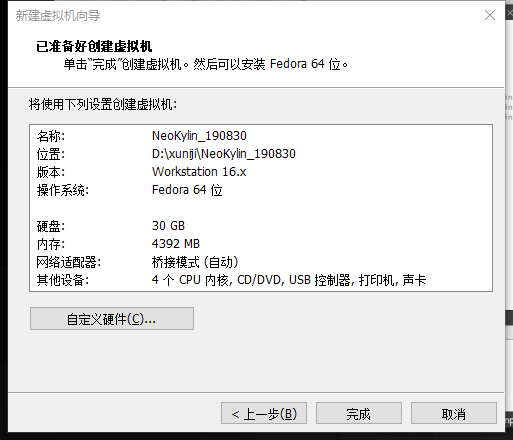 新建虚拟机向导
已准备好创建虚拟机
单击“完成”创建虚拟机。然后可以安装 Fedora 64 位。
将使用下列设置创建虚拟机:
名称: NeoKylin_190830
位置: D:\xuniji\NeoKylin_190830
版本: Workstation 16.x
操作系统: Fedora 64 位
硬盘: 30 GB
内存: 4392 MB
网络适配器: 桥接模式 (自动)
其他设备: 4 个 CPU 内核, CD/DVD, USB 控制器, 打印机, 声卡
自定义硬件(C)...
< 上一步(B) 完成 取消